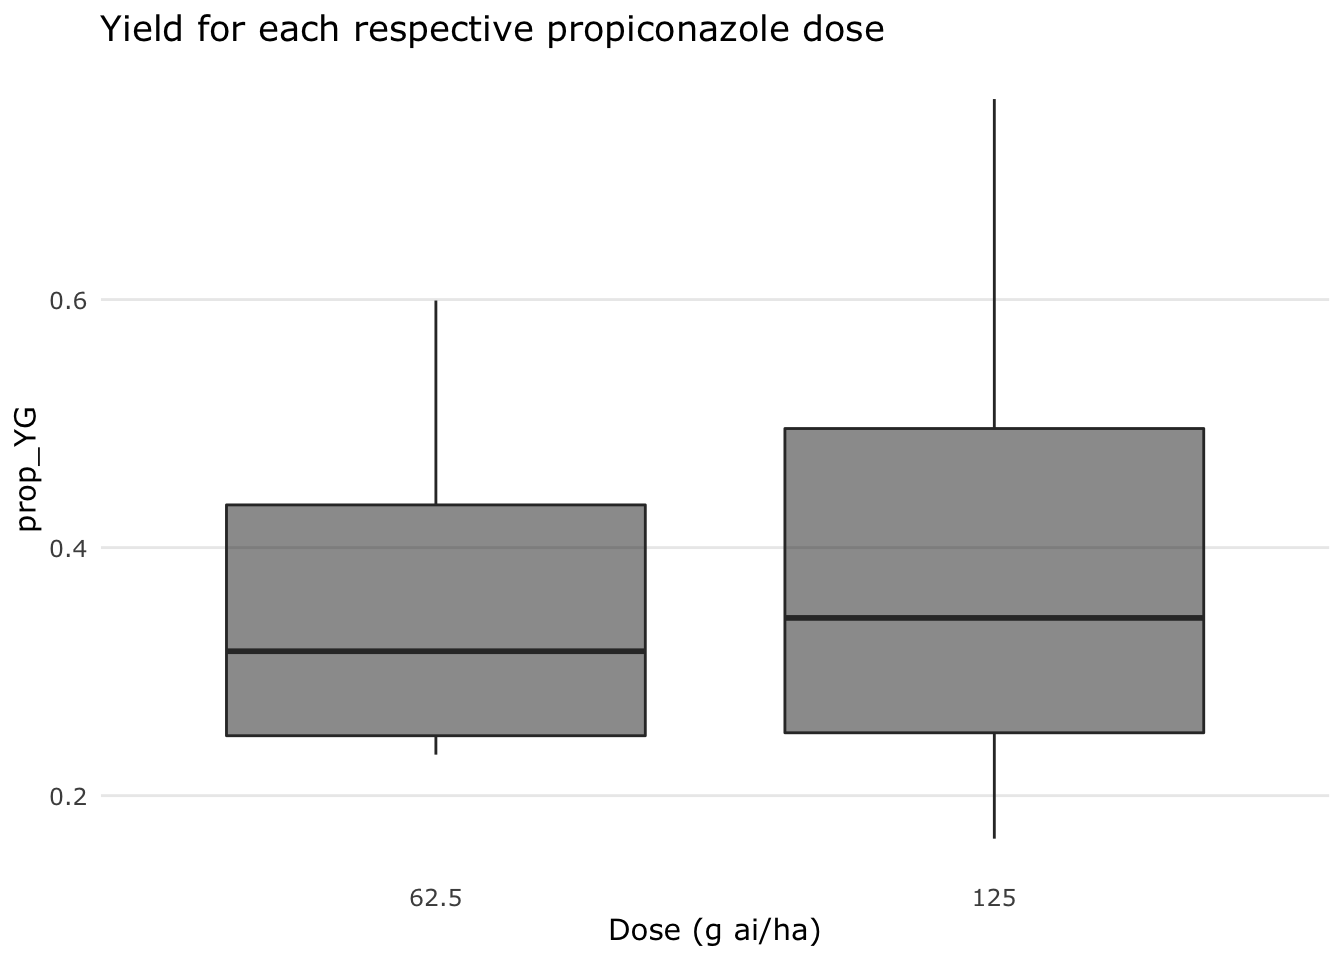 Yield for each respective propiconazole dose
prop_YG
0.6
0.4
0.2
62.5
125
Dose (g ai/ha)